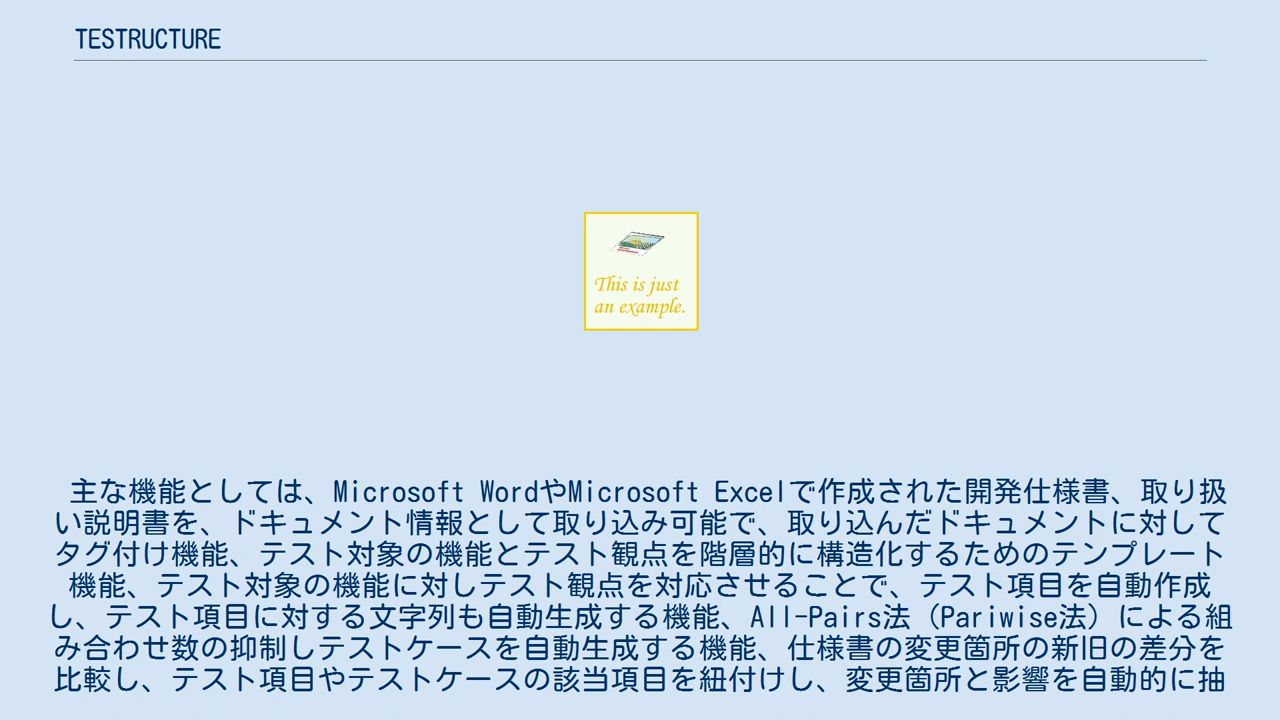 TESTRUCTURE
This is just
an example.
主な機能としては、Microsoft WordやMicrosoft Excelで作成された開発仕様書、取り扱
い説明書を、ドキュメント情報として取り込み可能で、取り込んだドキュメントに対して
タグ付け機能、テスト対象の機能とテスト観点を階層的に構造化するためのテンプレート
機能、テスト対象の機能に対しテスト観点を対応させることで、テスト項目を自動作成
し、テスト項目に対する文字列も自動生成する機能、All-Pairs法（Pariwise法）による組
み合わせ数の抑制しテストケースを自動生成する機能、仕様書の変更箇所の新旧の差分を
比較し、テスト項目やテストケースの該当項目を紐付けし、変更箇所と影響を自動的に抽